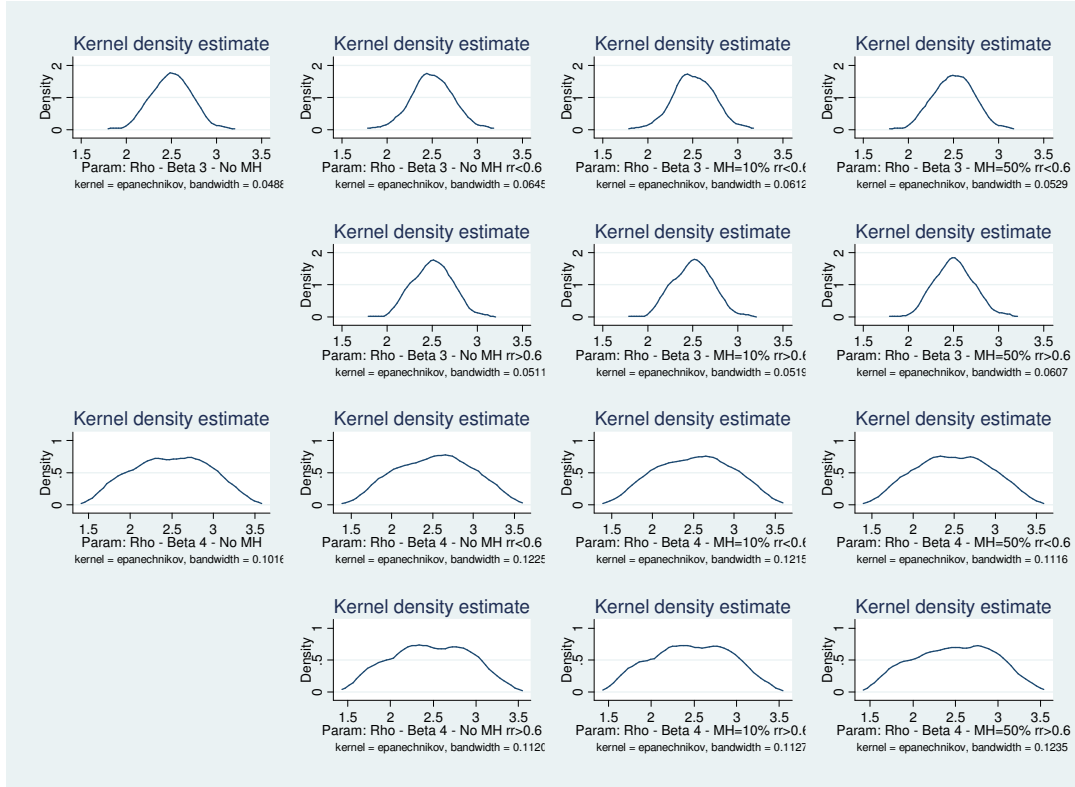 Kernel density estimate
Density
0 1 2
1.5 2 2.5 3 3.5
Param: Rho - Beta 3 - No MH
kernel = epanechnikov, bandwidth = 0.0488
Kernel density estimate
Density
0 1 2
1.5 2 2.5 3 3.5
Param: Rho - Beta 3 - No MH rr<0.6
kernel = epanechnikov, bandwidth = 0.0645
Kernel density estimate
Density
0 1 2
1.5 2 2.5 3 3.5
Param: Rho - Beta 3 - MH=10% rr<0.6
kernel = epanechnikov, bandwidth = 0.0612
Kernel density estimate
Density
0 1 2
1.5 2 2.5 3 3.5
Param: Rho - Beta 3 - MH=50% rr<0.6
kernel = epanechnikov, bandwidth = 0.0529
Kernel density estimate
Density
0 1 2
1.5 2 2.5 3 3.5
Param: Rho - Beta 3 - No MH rr>0.6
kernel = epanechnikov, bandwidth = 0.0511
Kernel density estimate
Density
0 1 2
1.5 2 2.5 3 3.5
Param: Rho - Beta 3 - MH=10% rr>0.6
kernel = epanechnikov, bandwidth = 0.0519
Kernel density estimate
Density
0 1 2
1.5 2 2.5 3 3.5
Param: Rho - Beta 3 - MH=50% rr>0.6
kernel = epanechnikov, bandwidth = 0.0607
Kernel density estimate
Density
0 .5 1
1.5 2 2.5 3 3.5
Param: Rho - Beta 4 - No MH
kernel = epanechnikov, bandwidth = 0.1016
Kernel density estimate
Density
0 .5 1
1.5 2 2.5 3 3.5
Param: Rho - Beta 4 - No MH rr<0.6
kernel = epanechnikov, bandwidth = 0.1225
Kernel density estimate
Density
0 .5 1
1.5 2 2.5 3 3.5
Param: Rho - Beta 4 - MH=10% rr<0.6
kernel = epanechnikov, bandwidth = 0.1215
Kernel density estimate
Density
0 .5 1
1.5 2 2.5 3 3.5
Param: Rho - Beta 4 - MH=50% rr<0.6
kernel = epanechnikov, bandwidth = 0.1116
Kernel density estimate
Density
0 .5 1
1.5 2 2.5 3 3.5
Param: Rho - Beta 4 - No MH rr>0.6
kernel = epanechnikov, bandwidth = 0.1120
Kernel density estimate
Density
0 .5 1
1.5 2 2.5 3 3.5
Param: Rho - Beta 4 - MH=10% rr>0.6
kernel = epanechnikov, bandwidth = 0.1127
Kernel density estimate
Density
0 .5 1
1.5 2 2.5 3 3.5
Param: Rho - Beta 4 - MH=50% rr>0.6
kernel = epanechnikov, bandwidth = 0.1235